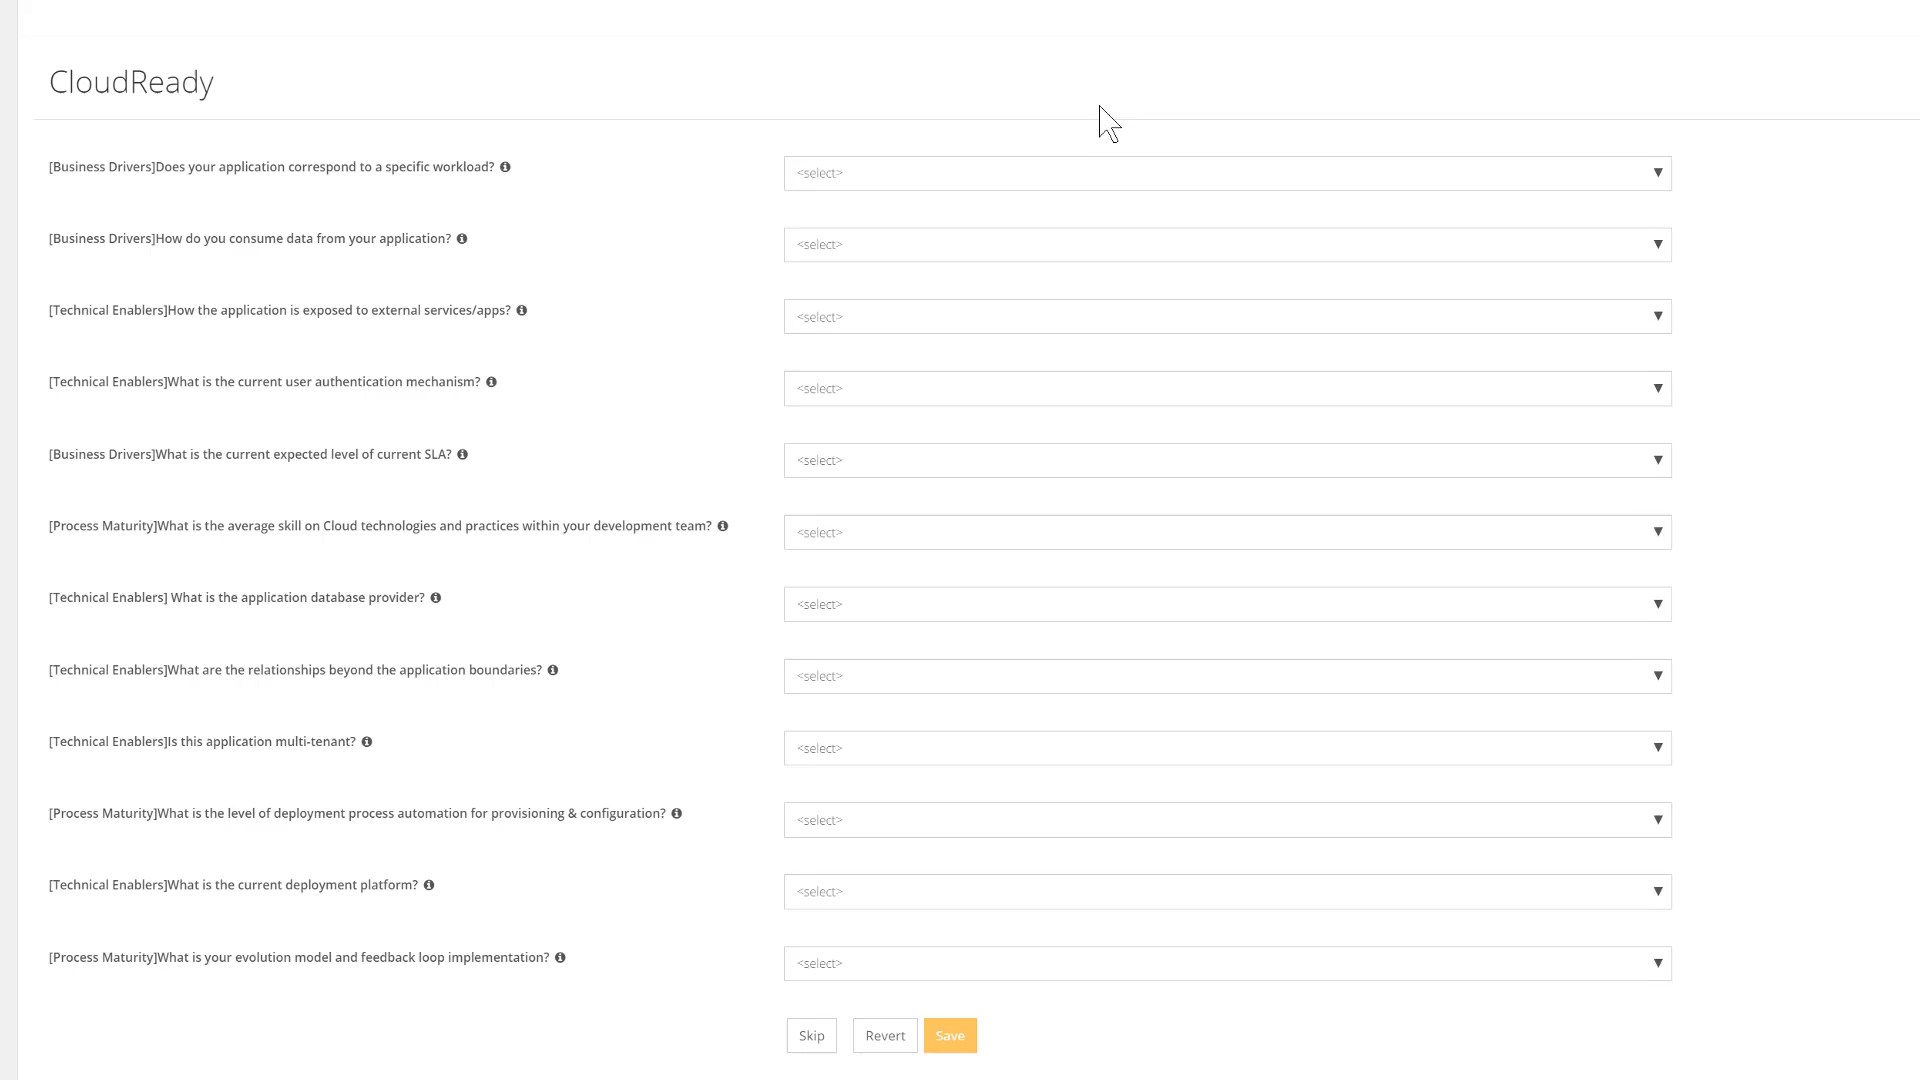 CloudReady
[Business Drivers]Does your application correspond to a specific workload?
<select>
[Business Drivers]How do you consume data from your application?
<select>
[Technical Enablers]How the application is exposed to external services/apps?
<select>
[Technical Enablers]What is the current user authentication mechanism?
<select>
[Business Drivers]What is the current expected level of current SLA?
<select>
[Process Maturity]What is the average skill on Cloud technologies and practices within your development team?
<select>
[Technical Enablers] What is the application database provider?
<select>
[Technical Enablers]What are the relationships beyond the application boundaries?
<select>
[Technical Enablers]Is this application multi-tenant?
<select>
[Process Maturity]What is the level of deployment process automation for provisioning & configuration?
<select>
[Technical Enablers]What is the current deployment platform?
<select>
[Process Maturity]What is your evolution model and feedback loop implementation?
<select>
Skip Revert Save